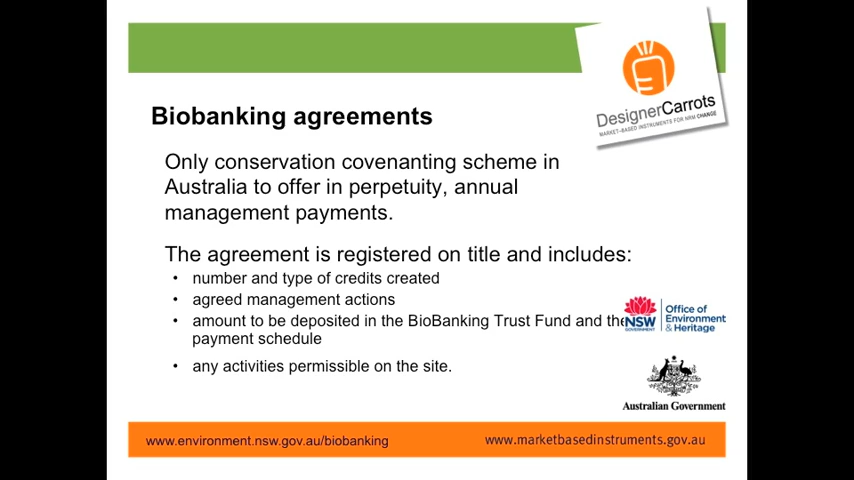 DesignerCarrots
MARKET-BASED INSTRUMENTS FOR NRM CHANGE
Biobanking agreements
Only conservation covenanting scheme in
Australia to offer in perpetuity, annual
management payments.
The agreement is registered on title and includes:
• number and type of credits created
• agreed management actions
• amount to be deposited in the BioBanking Trust Fund and the
payment schedule
• any activities permissible on the site.
NSW
GOVERNMENT
Office of
Environment
& Heritage
Australian Government
www.environment.nsw.gov.au/biobanking
www.marketbasedinstruments.gov.au